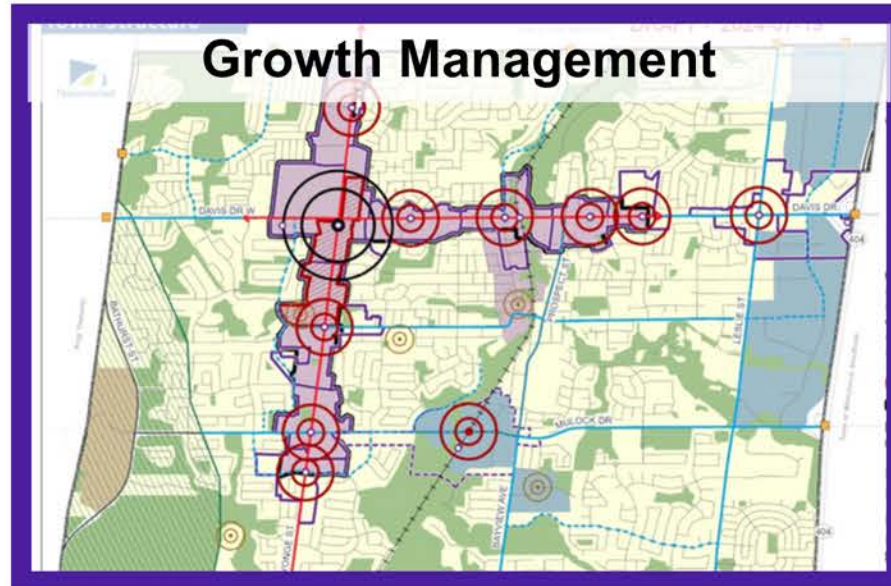 Growth Management
DAVIS DR W
DAVIS DR
404
PROSPECT ST
BATHURST ST
LESLIE ST
MULOCK DR
BAYVIEW AVE
YONGE ST
404